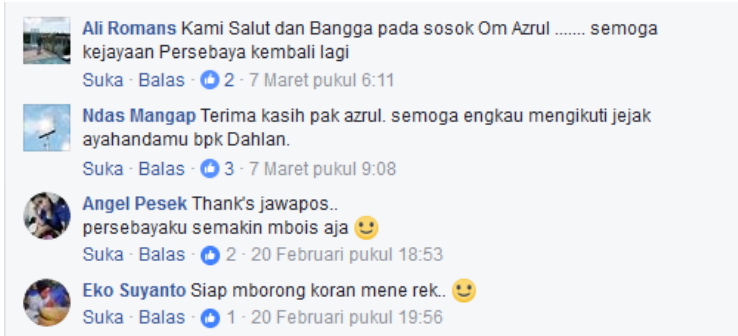 Ali Romans Kami Salut dan Bangga pada sosok Om Azrul ....... semoga
kejayaan Persebaya kembali lagi
Suka · Balas · 2 · 7 Maret pukul 6:11
Ndas Mangap Terima kasih pak azrul. semoga engkau mengikuti jejak
ayahandamu bpk Dahlan.
Suka · Balas · 3 · 7 Maret pukul 9:08
Angel Pesek Thank's jawapos..
persebayaku semakin mbois aja
Suka · Balas · 2 · 20 Februari pukul 18:53
Eko Suyanto Siap mborong koran mene rek..
Suka · Balas · 1 · 20 Februari pukul 19:56